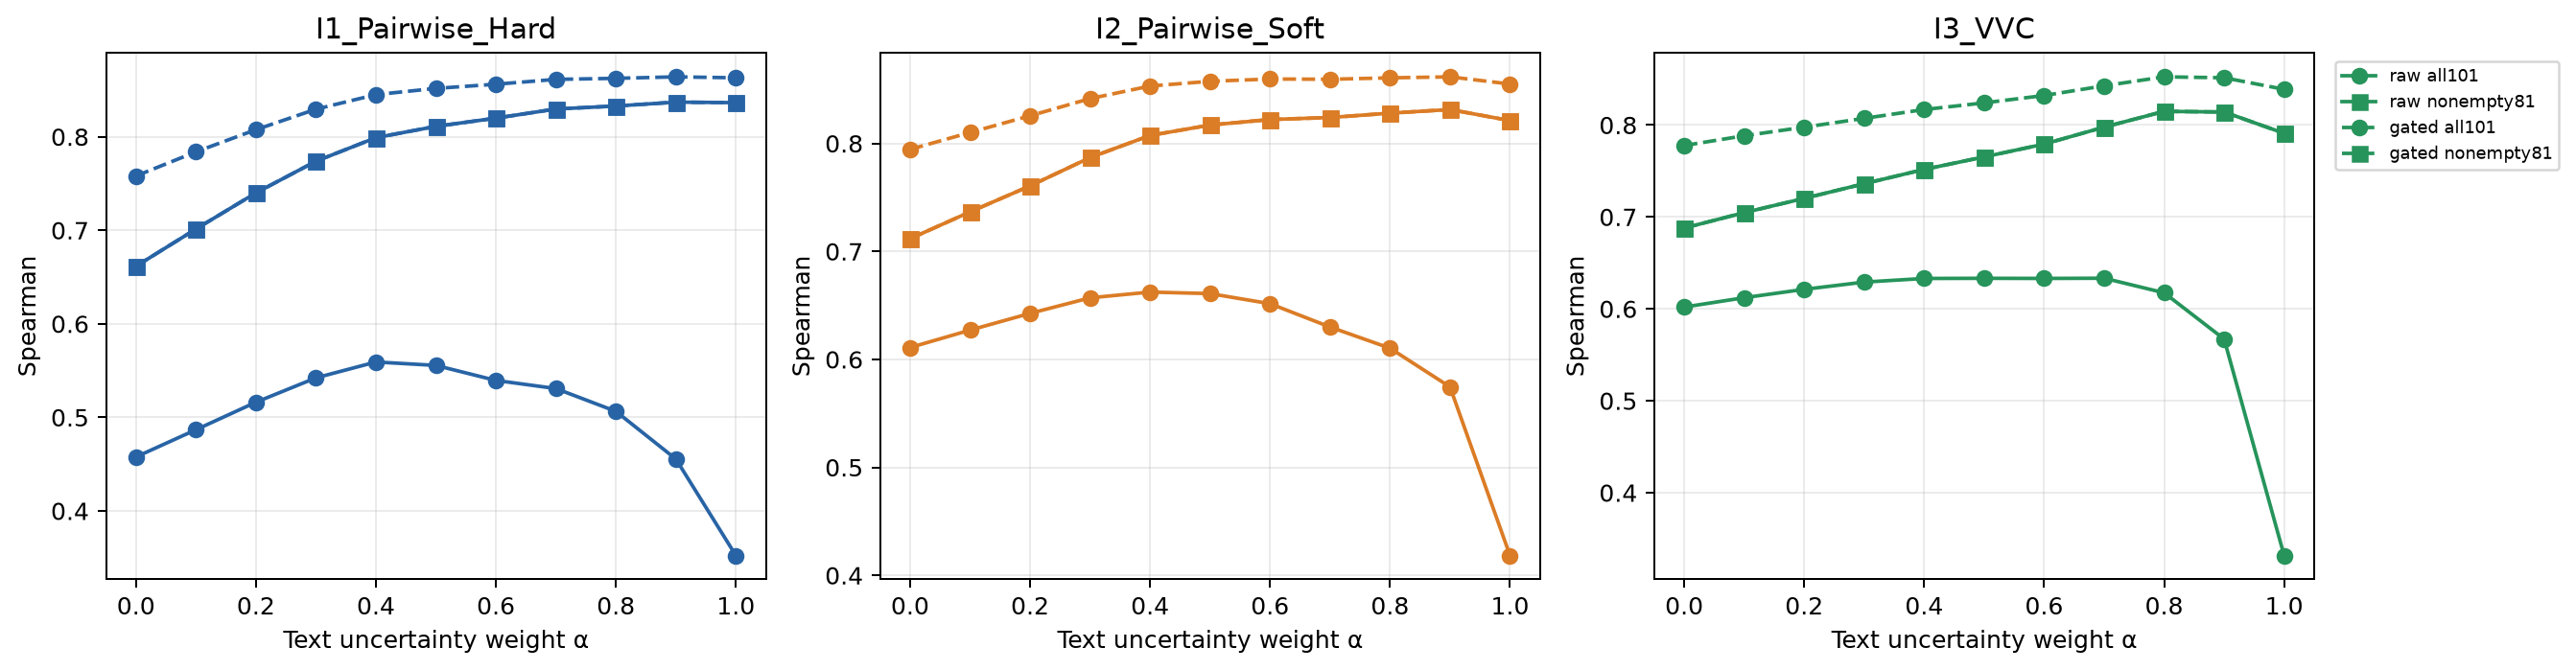 I1_Pairwise_Hard
Spearman
0.8
0.7
0.6
0.5
0.4
0.0 0.2 0.4 0.6 0.8 1.0
Text uncertainty weight α
I2_Pairwise_Soft
Spearman
0.8
0.7
0.6
0.5
0.4
0.0 0.2 0.4 0.6 0.8 1.0
Text uncertainty weight α
I3_VVC
Spearman
0.8
0.7
0.6
0.5
0.4
0.0 0.2 0.4 0.6 0.8 1.0
Text uncertainty weight α
raw all101
raw nonempty81
gated all101
gated nonempty81